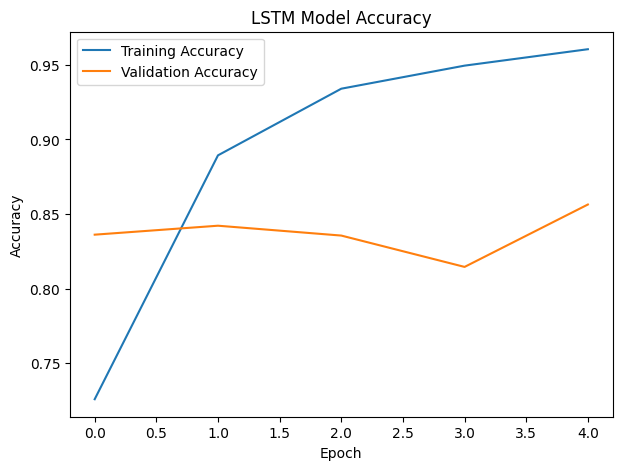 LSTM Model Accuracy
Training Accuracy
Validation Accuracy
Accuracy
0.95
0.90
0.85
0.80
0.75
0.0 0.5 1.0 1.5 2.0 2.5 3.0 3.5 4.0
Epoch